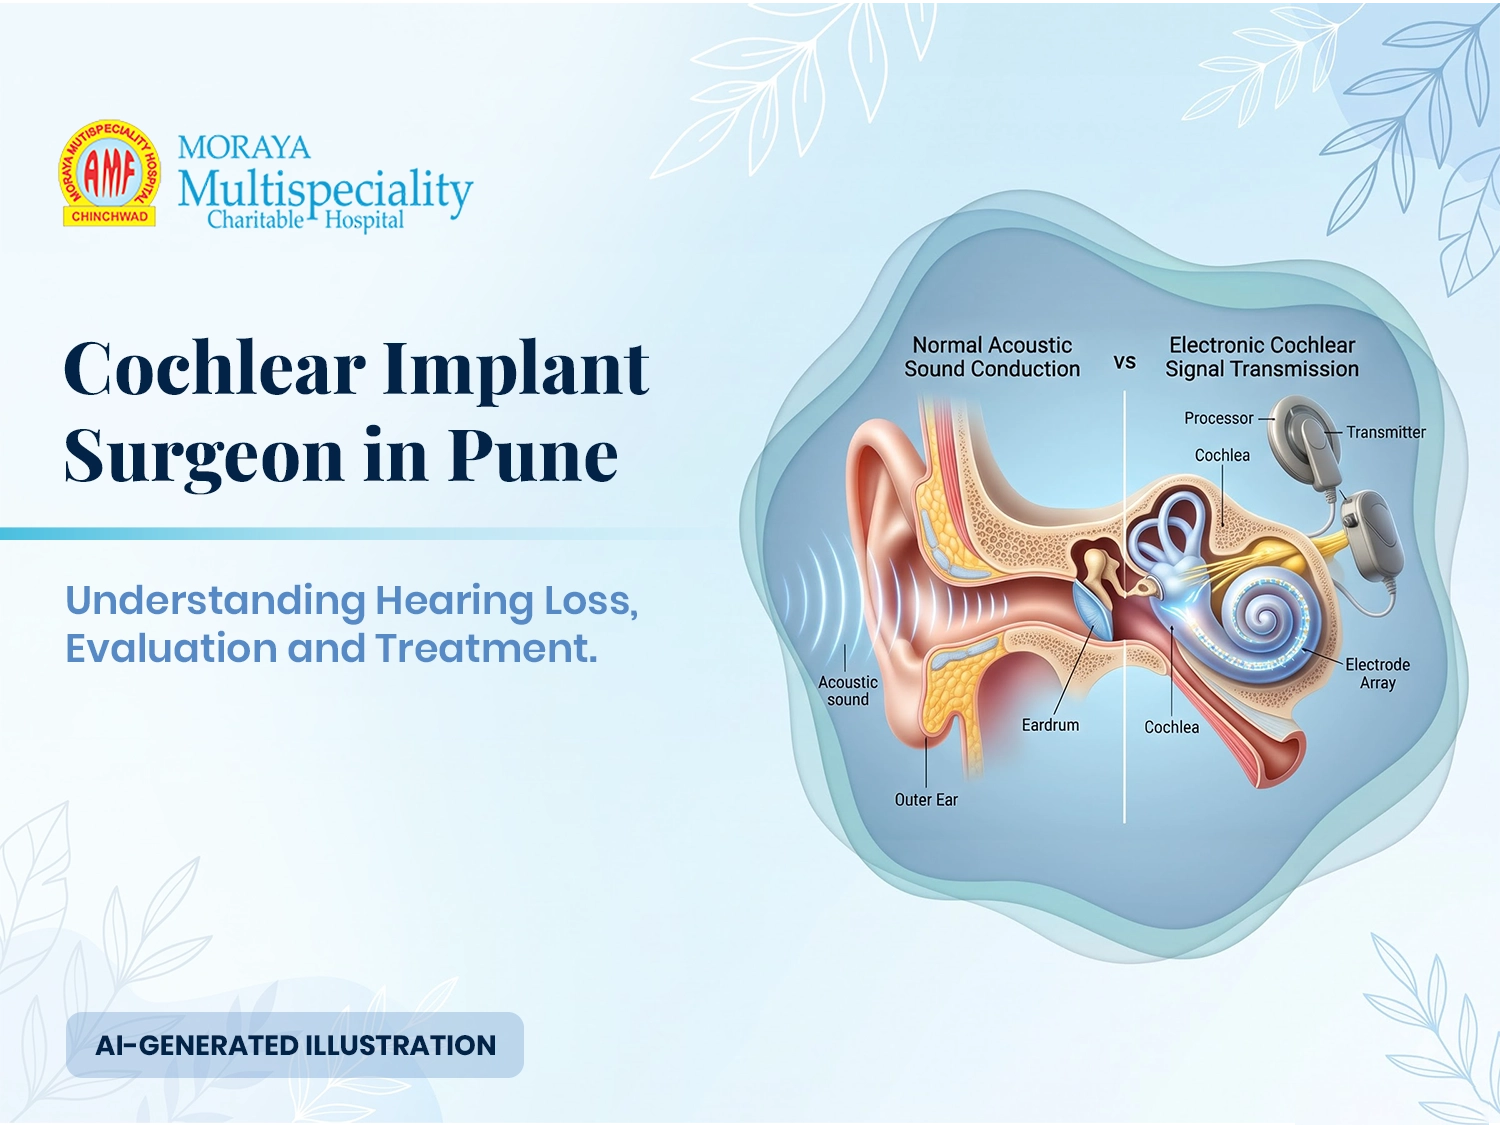 MORAYA MUTISPECIALITY HOSPITAL
AMF
CHINCHWAD
MORAYA
Multispeciality
Charitable Hospital
Cochlear Implant
Surgeon in Pune
Understanding Hearing Loss,
Evaluation and Treatment.
AI-GENERATED ILLUSTRATION
Normal Acoustic
Sound Conduction
vs
Electronic Cochlear
Signal Transmission
Processor
Transmitter
Cochlea
Acoustic
sound
Eardrum
Cochlea
Electrode
Array
Outer Ear